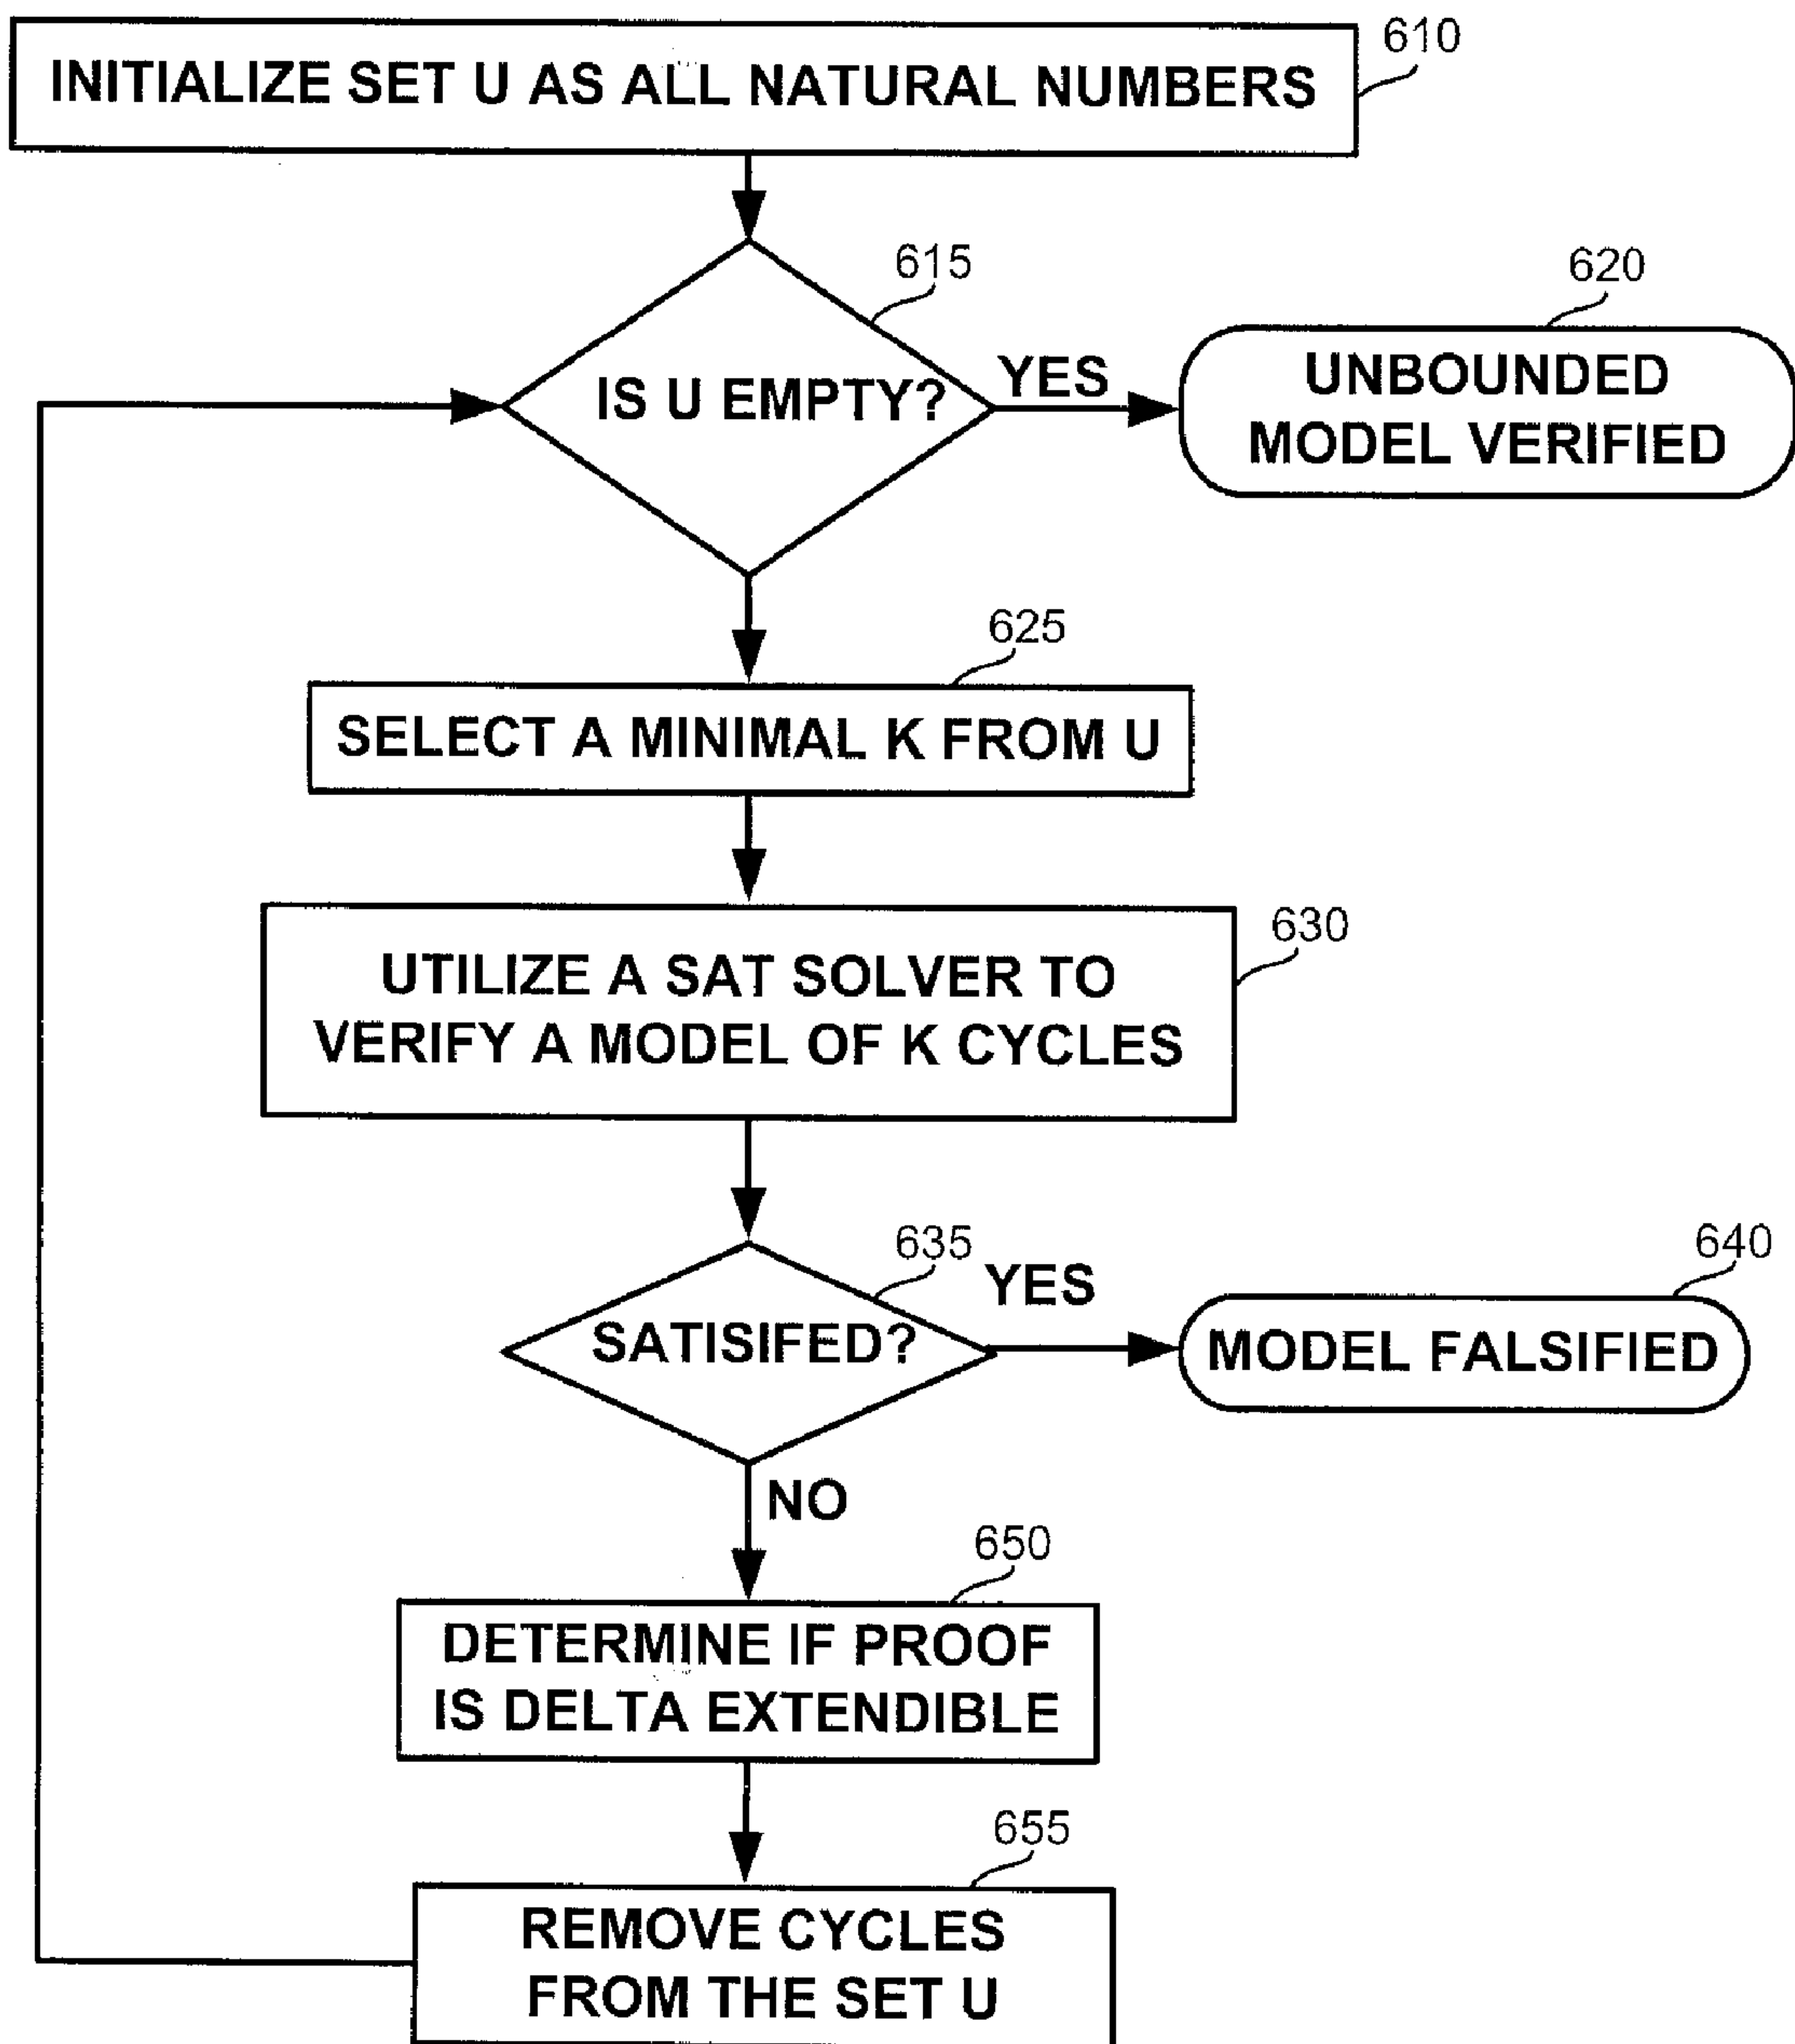 610
INITIALIZE SET U AS ALL NATURAL NUMBERS
615
620
IS U EMPTY?
YES
UNBOUNDED
MODEL VERIFIED
625
SELECT A MINIMAL K FROM U
630
UTILIZE A SAT SOLVER TO
VERIFY A MODEL OF K CYCLES
635
640
YES
SATISIFED?
MODEL FALSIFIED
NO
650
DETERMINE IF PROOF
IS DELTA EXTENDIBLE
655
REMOVE CYCLES
FROM THE SET U